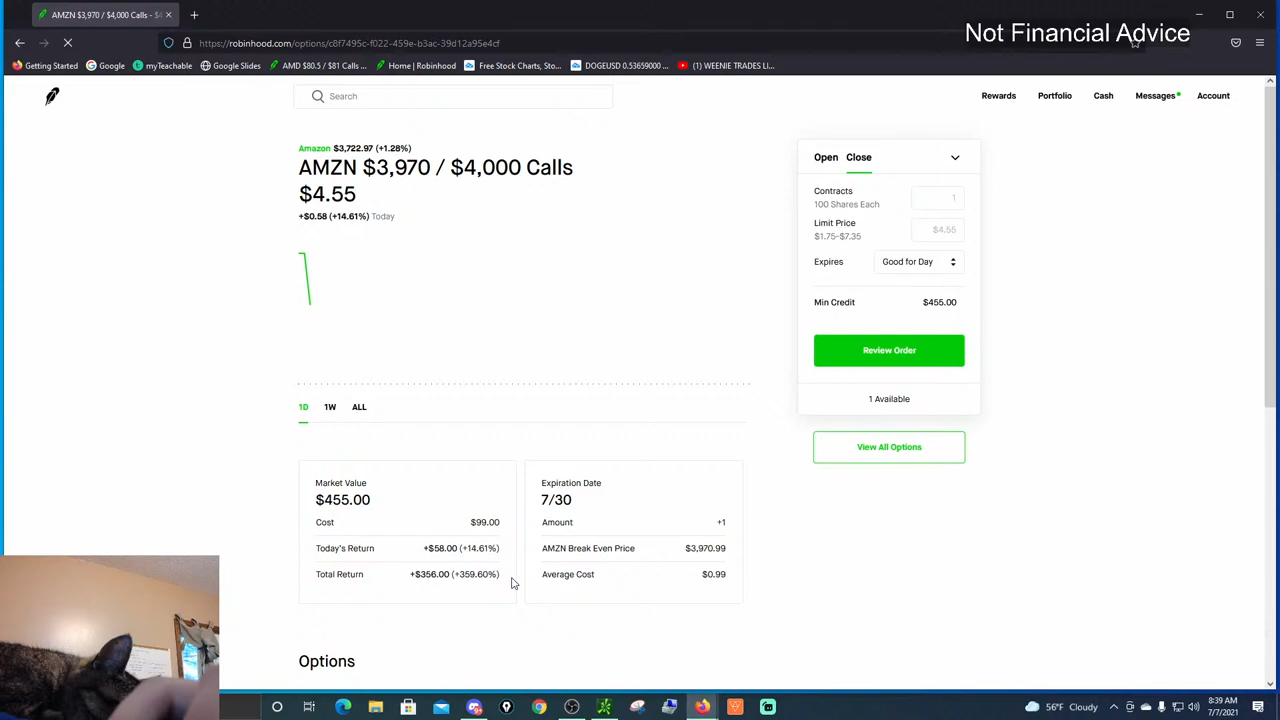 AMZN $3,970 / $4,000 Calls - $4
Not Financial Advice
https://robinhood.com/options/c8f7495c-f022-459e-b3ac-39d12a95e4cf
Getting Started
Google
myTeachable
Google Slides
AMD $80.5 / $81 Calls ...
Home | Robinhood
Free Stock Charts, Sto...
DOGEUSD 0.53659000 ...
(1) WEENIE TRADES LI...
Search
Rewards
Portfolio
Cash
Messages
Account
Amazon $3,722.97 (+1.28%)
AMZN $3,970 / $4,000 Calls
$4.55
+$0.58 (+14.61%) Today
1D
1W
ALL
Open
Close
Contracts
100 Shares Each
1
Limit Price
$1.75–$7.35
$4.55
Expires
Good for Day
Min Credit
$455.00
Review Order
1 Available
View All Options
Market Value
$455.00
Cost
$99.00
Today's Return
+$58.00 (+14.61%)
Total Return
+$356.00 (+359.60%)
Expiration Date
7/30
Amount
+1
AMZN Break Even Price
$3,970.99
Average Cost
$0.99
Options
56°F Cloudy
8:39 AM
7/7/2021